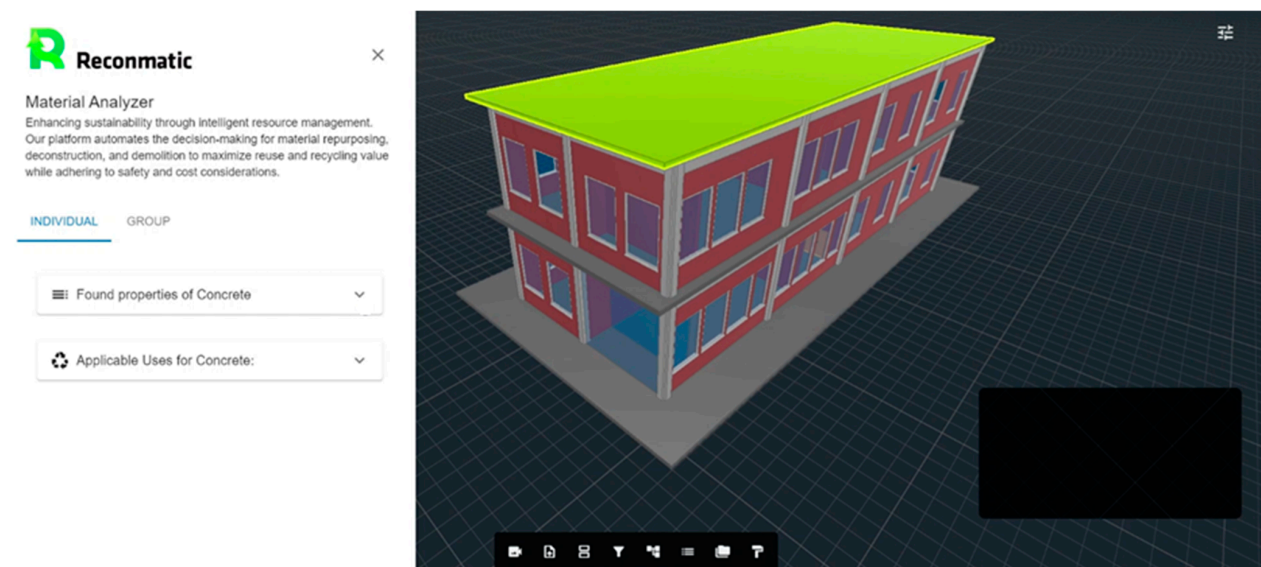 Reconmatic
Material Analyzer
Enhancing sustainability through intelligent resource management.
Our platform automates the decision-making for material repurposing,
deconstruction, and demolition to maximize reuse and recycling value
while adhering to safety and cost considerations.
INDIVIDUAL GROUP
Found properties of Concrete
Applicable Uses for Concrete: